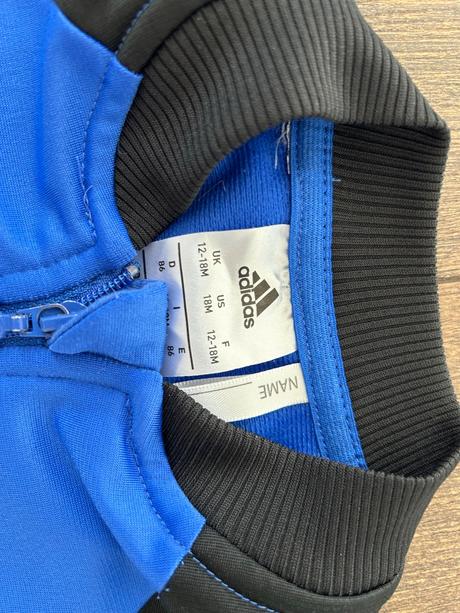 adidas
UK US F
12-18M 18M 12-18M
D I E
86 86
NAME